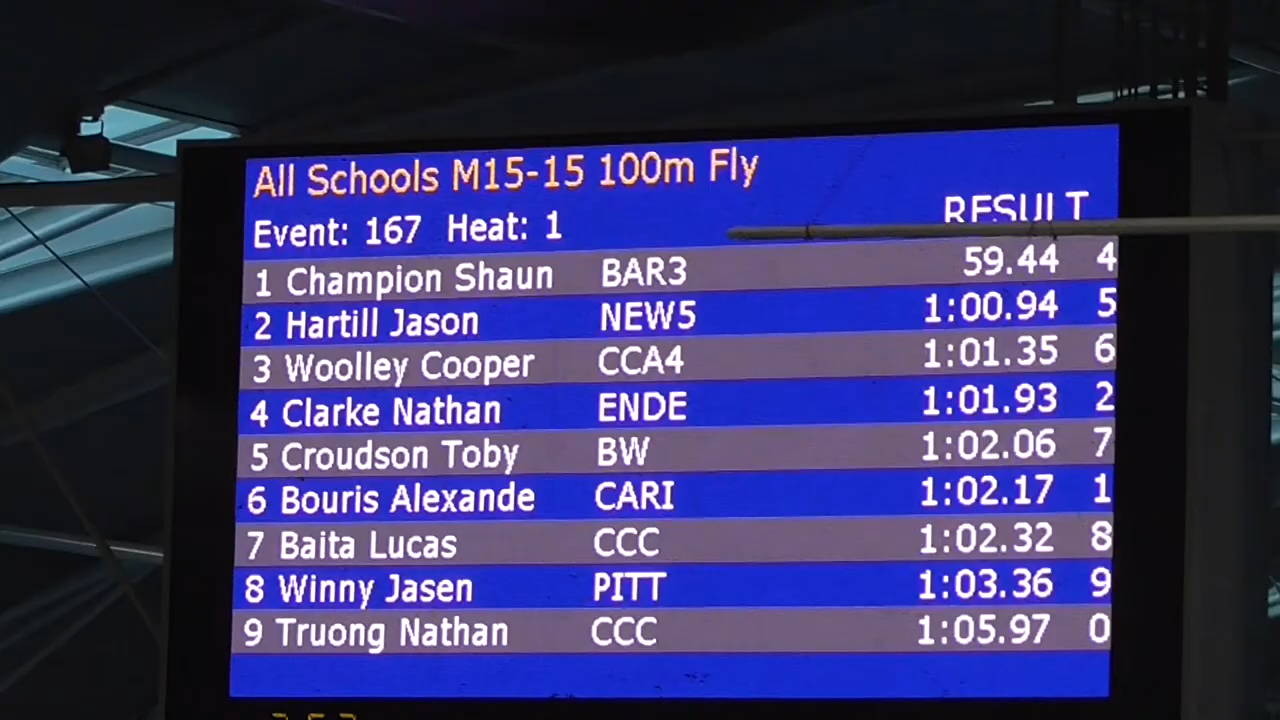 All Schools M15-15 100m Fly
Event: 167 Heat: 1 RESULT
1 Champion Shaun BAR3 59.44 4
2 Hartill Jason NEW5 1:00.94 5
3 Woolley Cooper CCA4 1:01.35 6
4 Clarke Nathan ENDE 1:01.93 2
5 Croudson Toby BW 1:02.06 7
6 Bouris Alexande CARI 1:02.17 1
7 Baita Lucas CCC 1:02.32 8
8 Winny Jasen PITT 1:03.36 9
9 Truong Nathan CCC 1:05.97 0